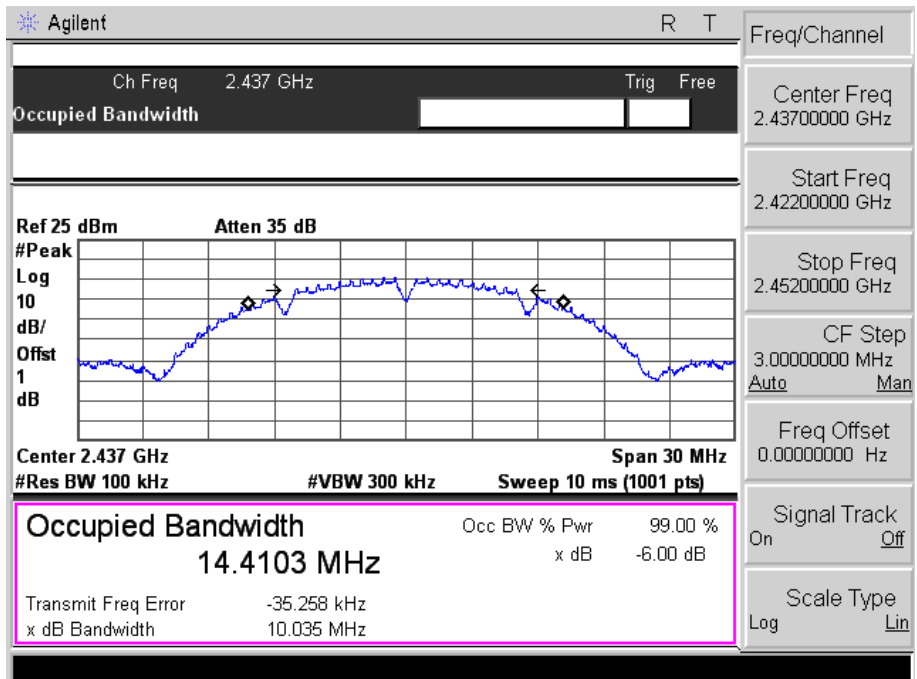 Agilent R T
Ch Freq 2.437 GHz Trig Free
Occupied Bandwidth
Ref 25 dBm Atten 35 dB
#Peak
Log
10
dB/
Offst
1
dB
Center 2.437 GHz Span 30 MHz
#Res BW 100 kHz #VBW 300 kHz Sweep 10 ms (1001 pts)
Occupied Bandwidth Occ BW % Pwr 99.00 %
14.4103 MHz x dB -6.00 dB
Transmit Freq Error -35.258 kHz
x dB Bandwidth 10.035 MHz
Freq/Channel
Center Freq
2.43700000 GHz
Start Freq
2.42200000 GHz
Stop Freq
2.45200000 GHz
CF Step
3.00000000 MHz
Auto Man
Freq Offset
0.00000000 Hz
Signal Track
On Off
Scale Type
Log Lin